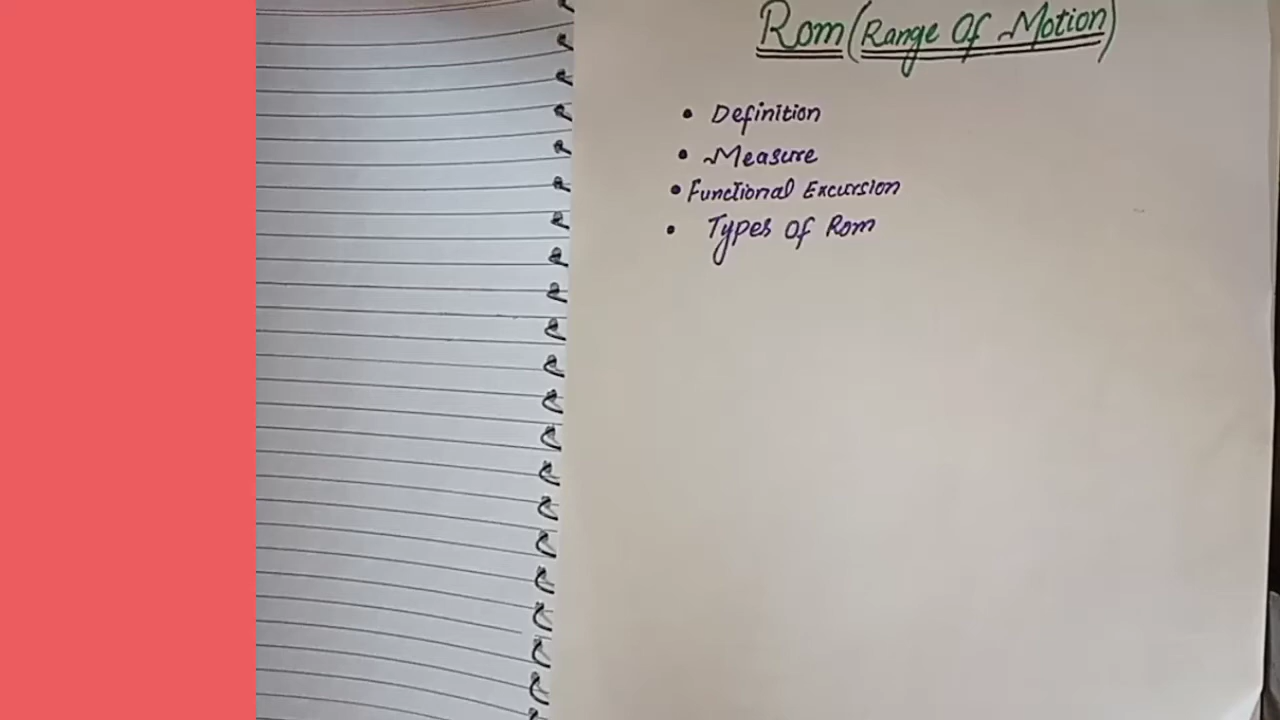 Rom (Range Of Motion)
• Definition
• Measure
• Functional Excursion
• Types of Rom